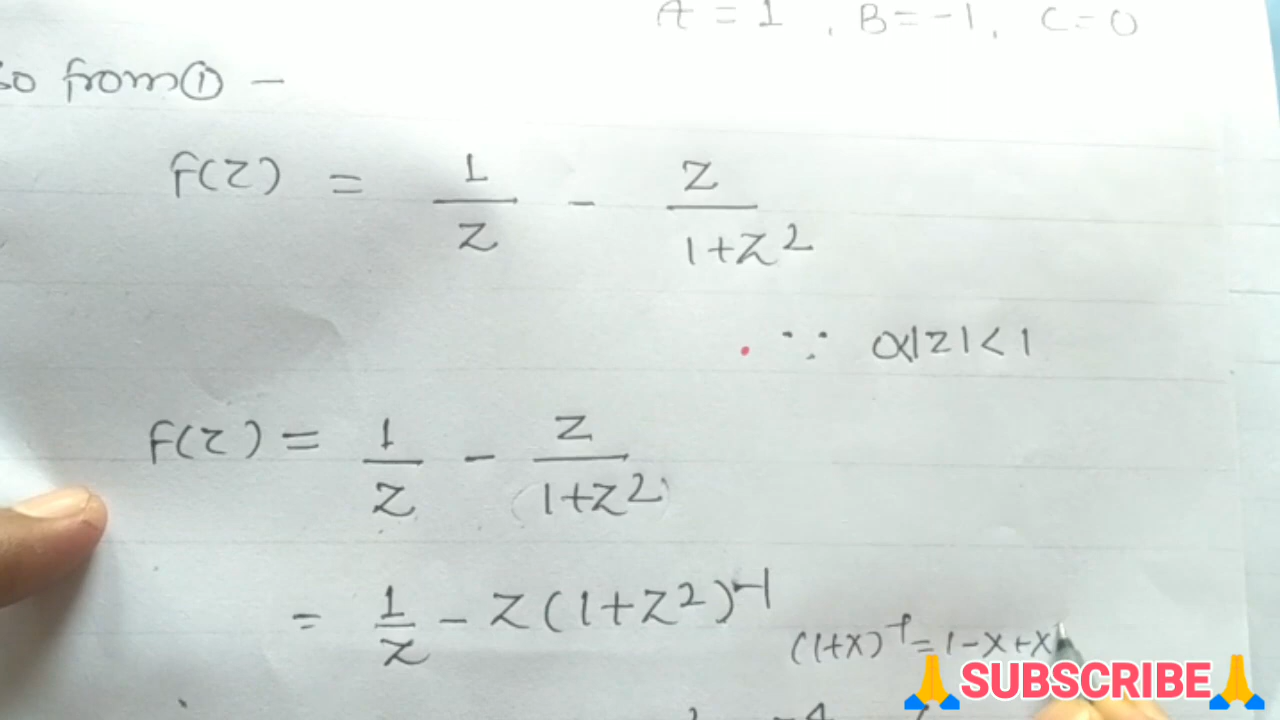 A = 1 , B = -1, C = 0
so from ① -
F(z) = 1/z - z/1+z²
∵ 0<|z|<1
F(z) = 1/z - z/(1+z²)
= 1/z - z(1+z²)⁻¹
(1+x)⁻¹ = 1-x+x
SUBSCRIBE